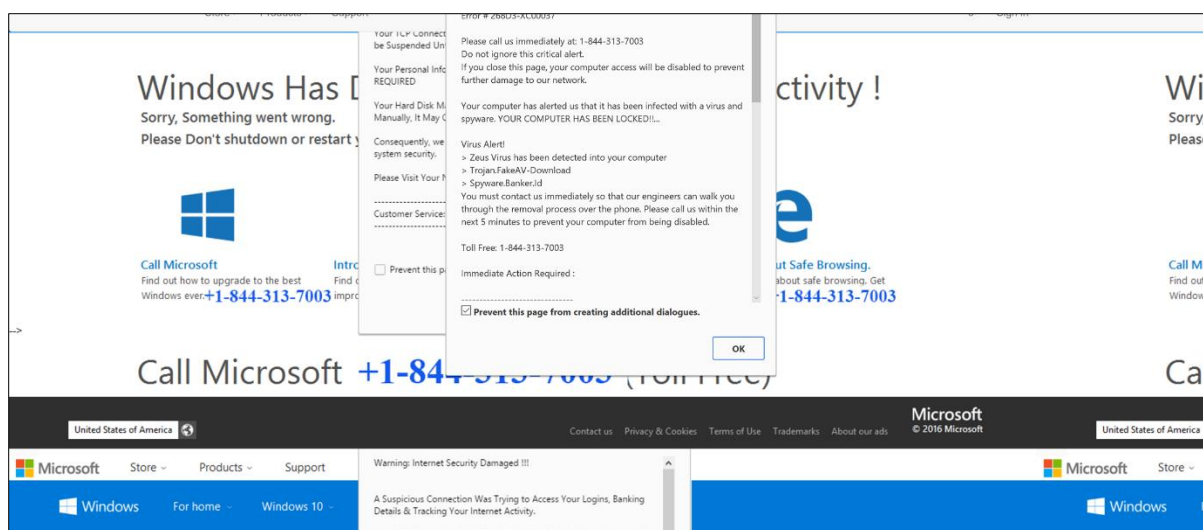 Error # 268D3-XC00037
Please call us immediately at: 1-844-313-7003
Do not ignore this critical alert.
If you close this page, your computer access will be disabled to prevent
further damage to our network.
Your computer has alerted us that it has been infected with a virus and
spyware. YOUR COMPUTER HAS BEEN LOCKED!!...
Virus Alert!
> Zeus Virus has been detected into your computer
> Trojan.FakeAV-Download
> Spyware.Banker.Id
You must contact us immediately so that our engineers can walk you
through the removal process over the phone. Please call us within the
next 5 minutes to prevent your computer from being disabled.
Toll Free: 1-844-313-7003
Immediate Action Required :
-------------------------------
Prevent this page from creating additional dialogues.
OK
Your TCP Connect
be Suspended
Your Personal
REQUIRED
Your Hard Disk
Manually, It May
Consequently, we
system security.
Please Visit Your
Customer Service:
Prevent this
Windows Has
ctivity !
Sorry, Something went wrong.
Please Don't shutdown or restart
Call Microsoft
Find out how to upgrade to the best
Windows ever.+1-844-313-7003
Safe Browsing.
about safe browsing. Get
1-844-313-7003
-->
Call Microsoft +1-844-313-7003 (Toll Free)
Sorry
Call
Find out
United States of America
Contact us Privacy & Cookies Terms of Use Trademarks About our ads
Microsoft
© 2016 Microsoft
United States of America
Microsoft Store Products Support
Microsoft Store
Windows For home Windows 10
Windows
Warning: Internet Security Damaged !!!
A Suspicious Connection Was Trying to Access Your Logins, Banking
Details & Tracking Your Internet Activity.